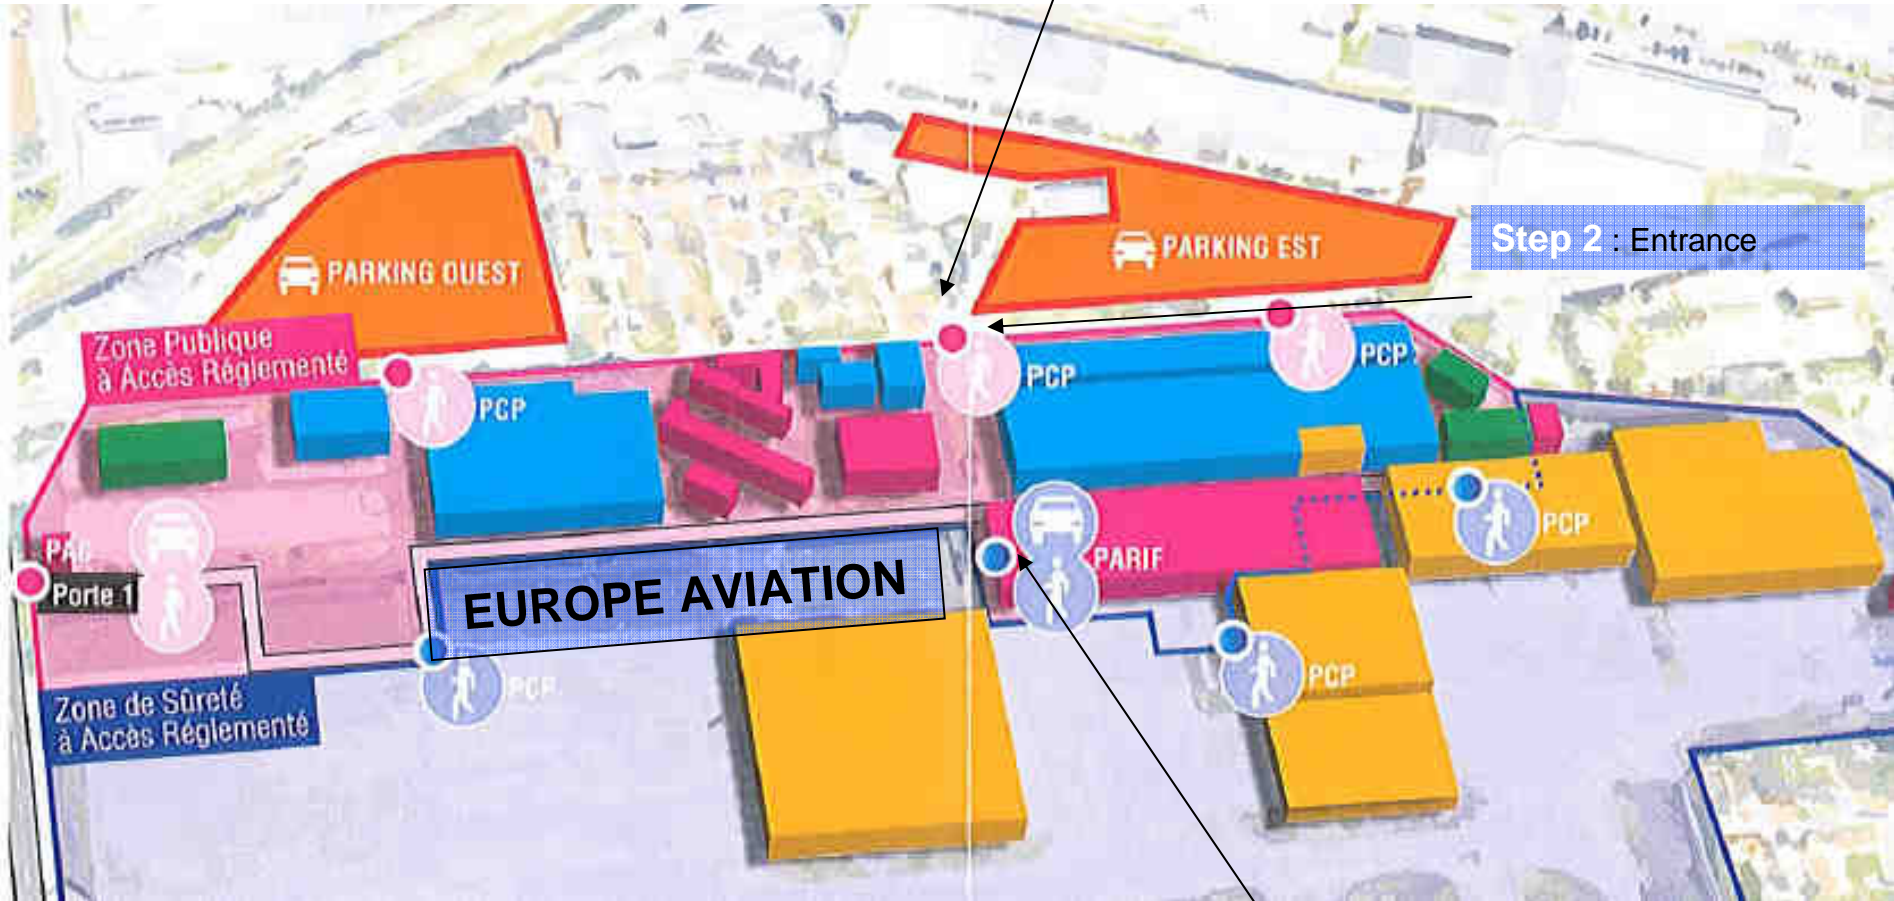 PARKING OUEST
PARKING EST
Step 2 : Entrance
Zone Publique
à Accès Réglementé
PCP
PCP
PCP
PCP
PARIF
Porte 1
EUROPE AVIATION
PCP
PCP
Zone de Sûreté
à Accès Réglementé